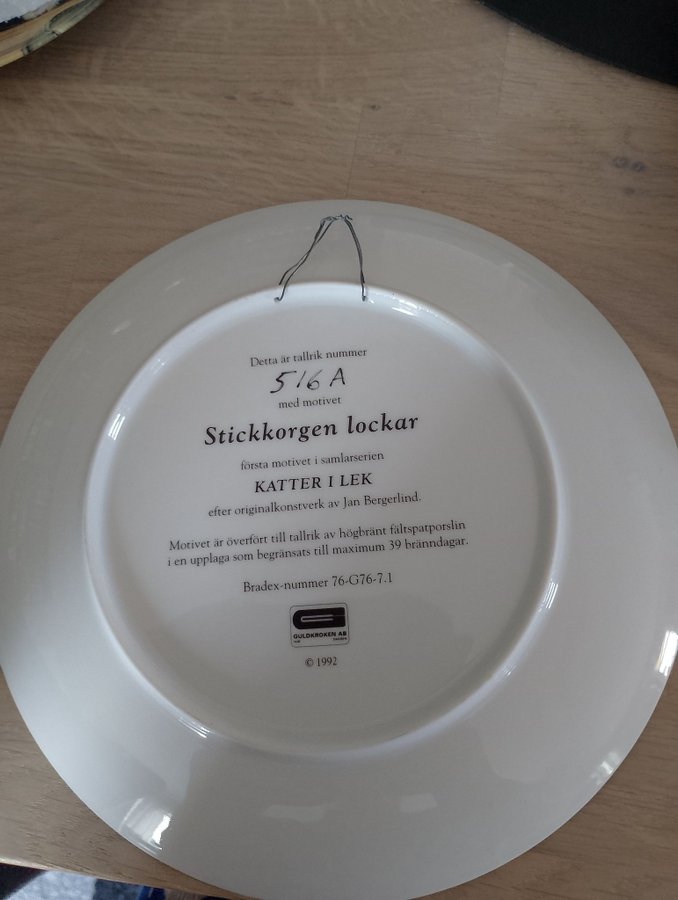 Detta är tallrik nummer
516 A
med motivet
Stickkorgen lockar
första motivet i samlarserien
KATTER I LEK
efter originalkonstverk av Jan Bergerlind.
Motivet är överfört till tallrik av högbränt fältspatporslin
i en upplaga som begränsats till maximum 39 bränndagar.
Bradex-nummer 76-G76-7.1
GULDKROKEN AB
© 1992